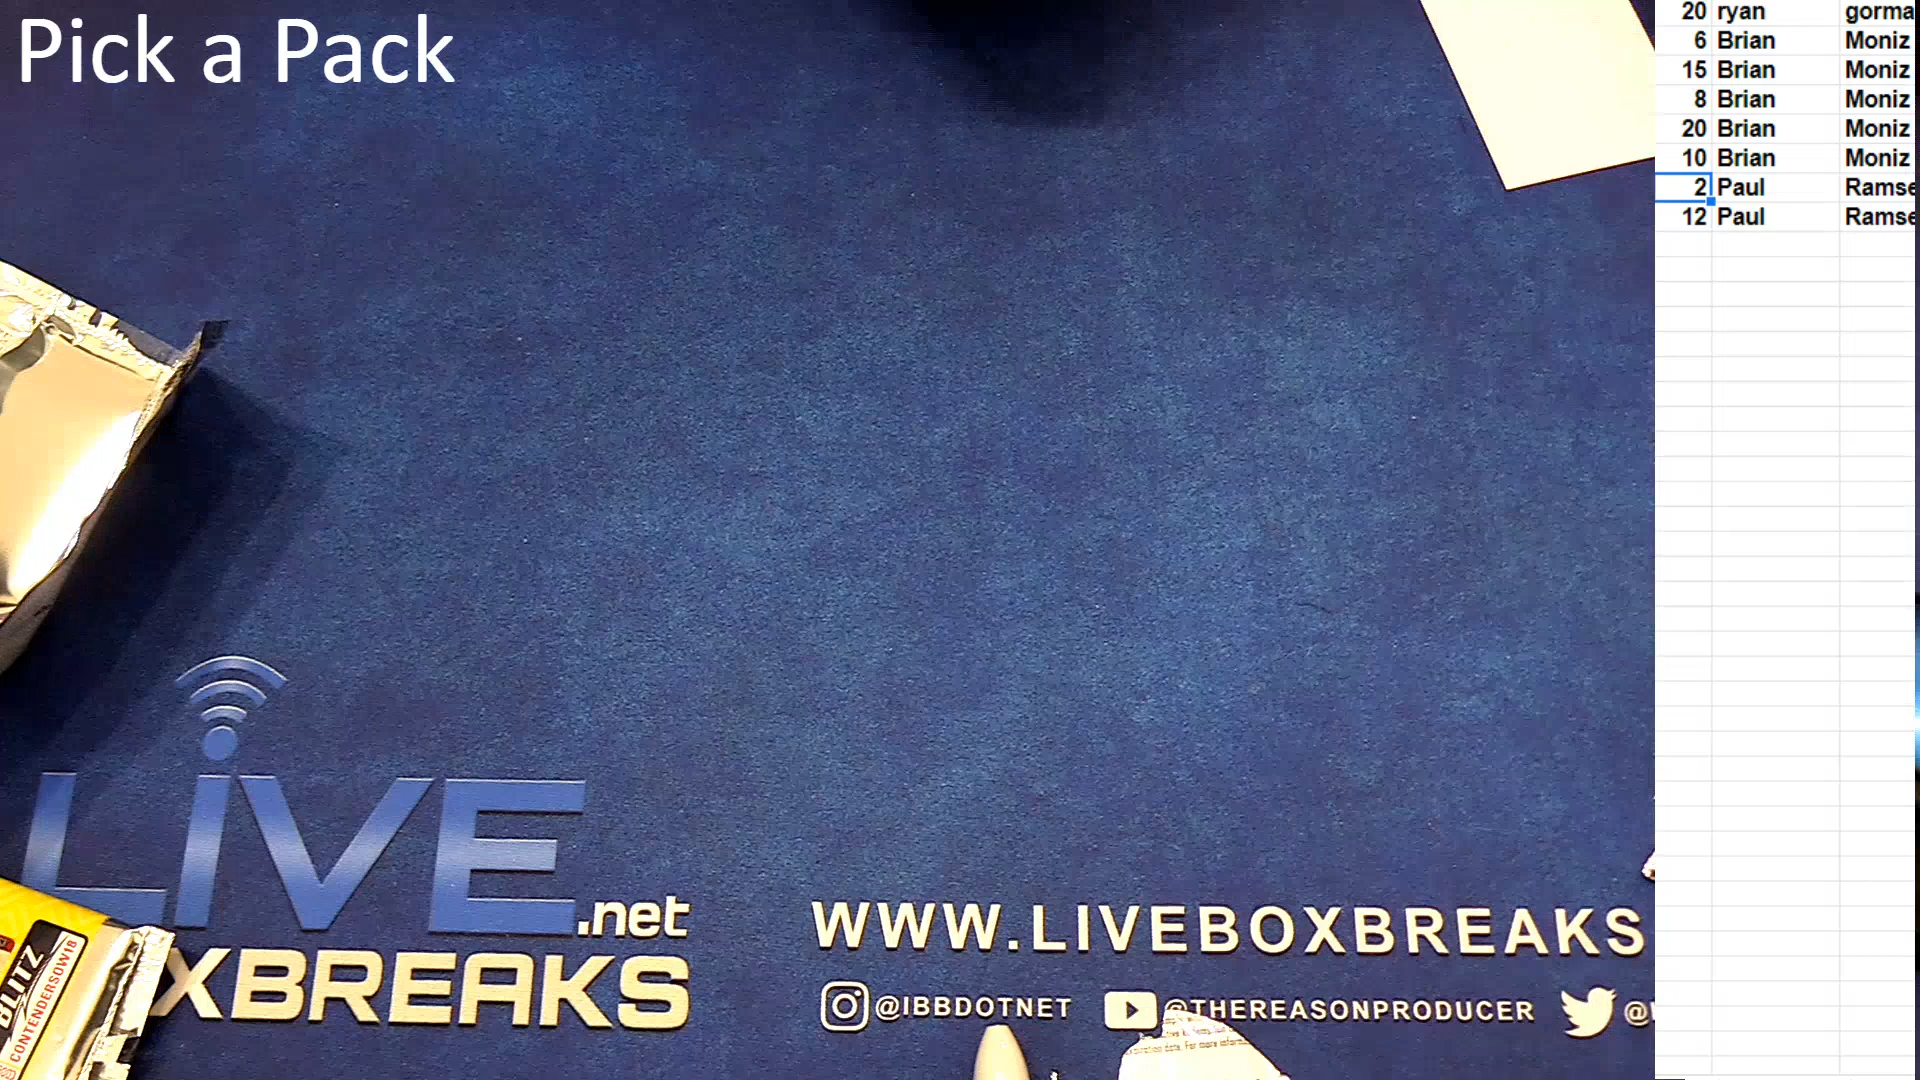 Pick a Pack
20 ryan gorma
6 Brian Moniz
15 Brian Moniz
8 Brian Moniz
20 Brian Moniz
10 Brian Moniz
2 Paul Ramse
12 Paul Ramse
LIVE
.net
XBREAKS
WWW.LIVEBOXBREAKS
@IBBDOTNET @THEREASONPRODUCER @
BLITZ
CONTENDERSOW18